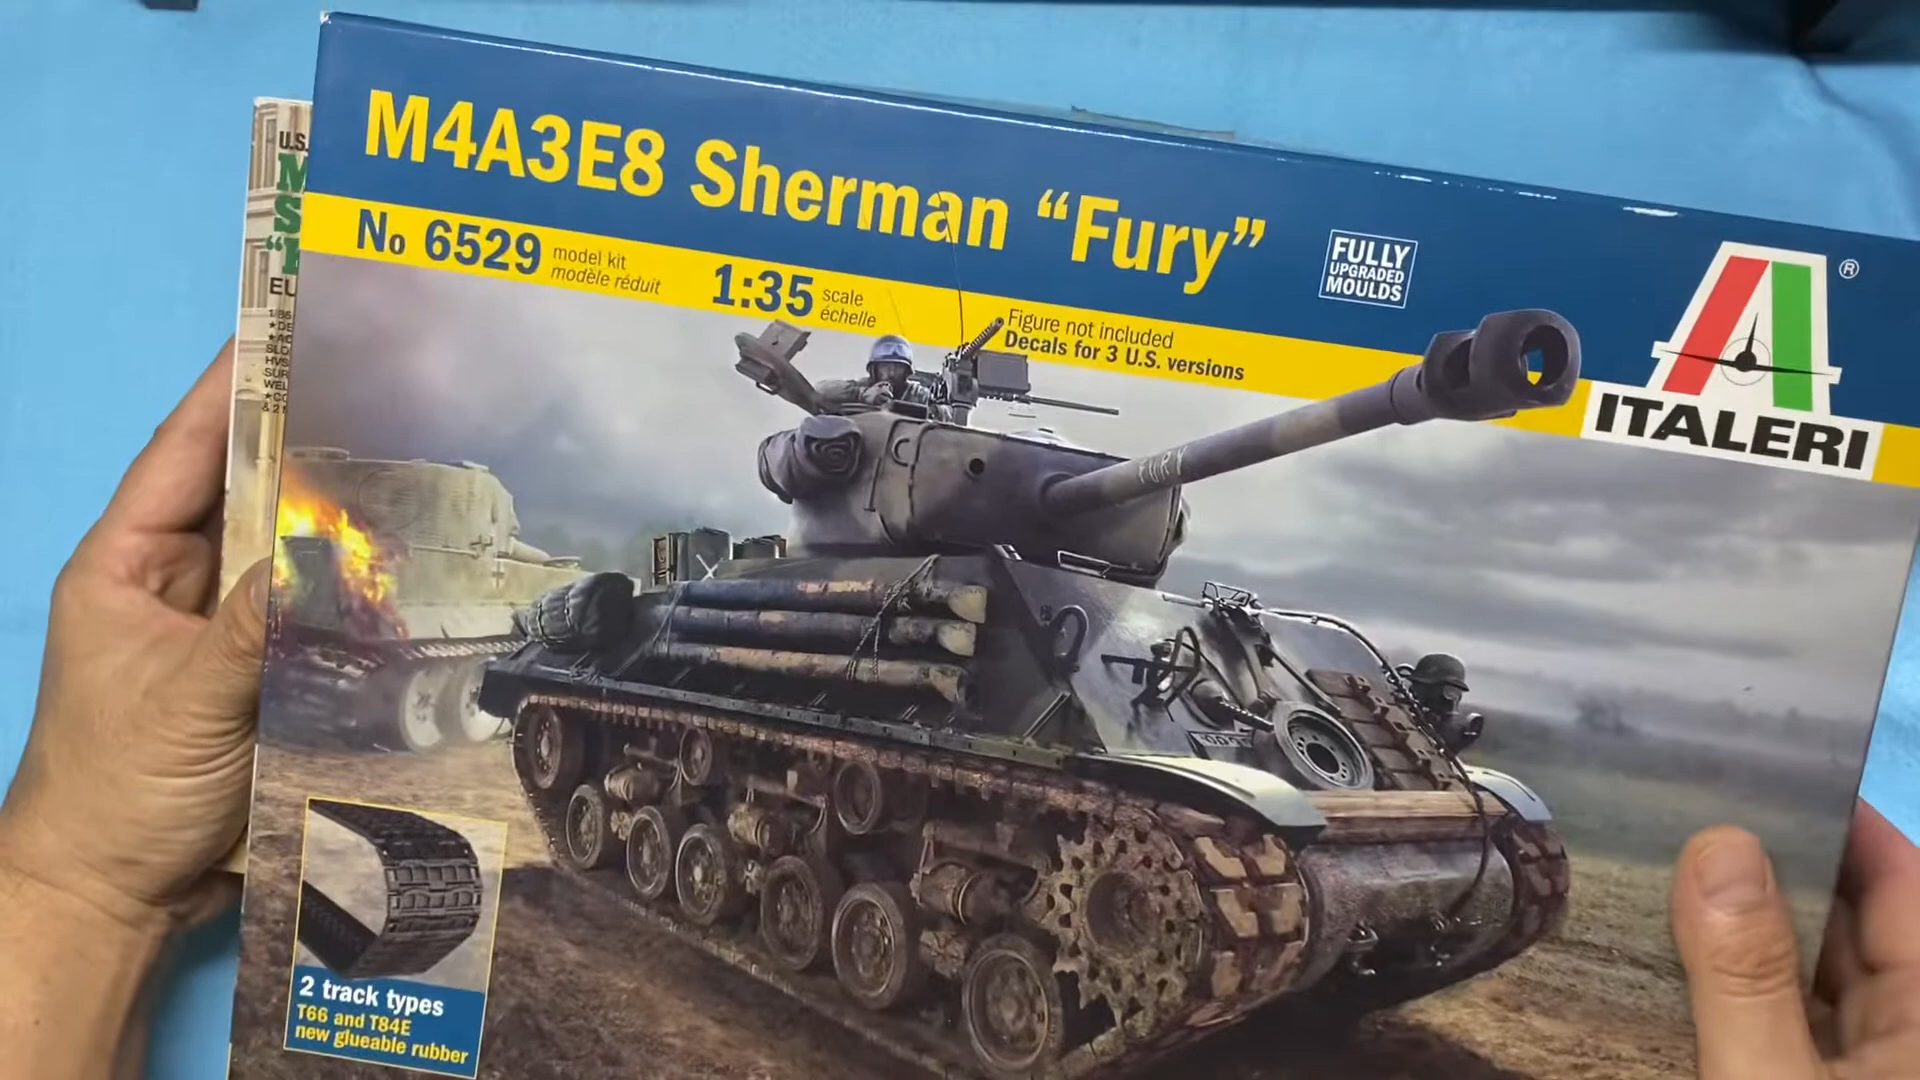 M4A3E8 Sherman “Fury”
No 6529
model kit
modèle réduit
1:35
scale
échelle
Figure not included
Decals for 3 U.S. versions
FULLY
UPGRADED
MOULDS
®
ITALERI
FURY
2 track types
T66 and T84E
new glueable rubber
U.S.
M
S
EU